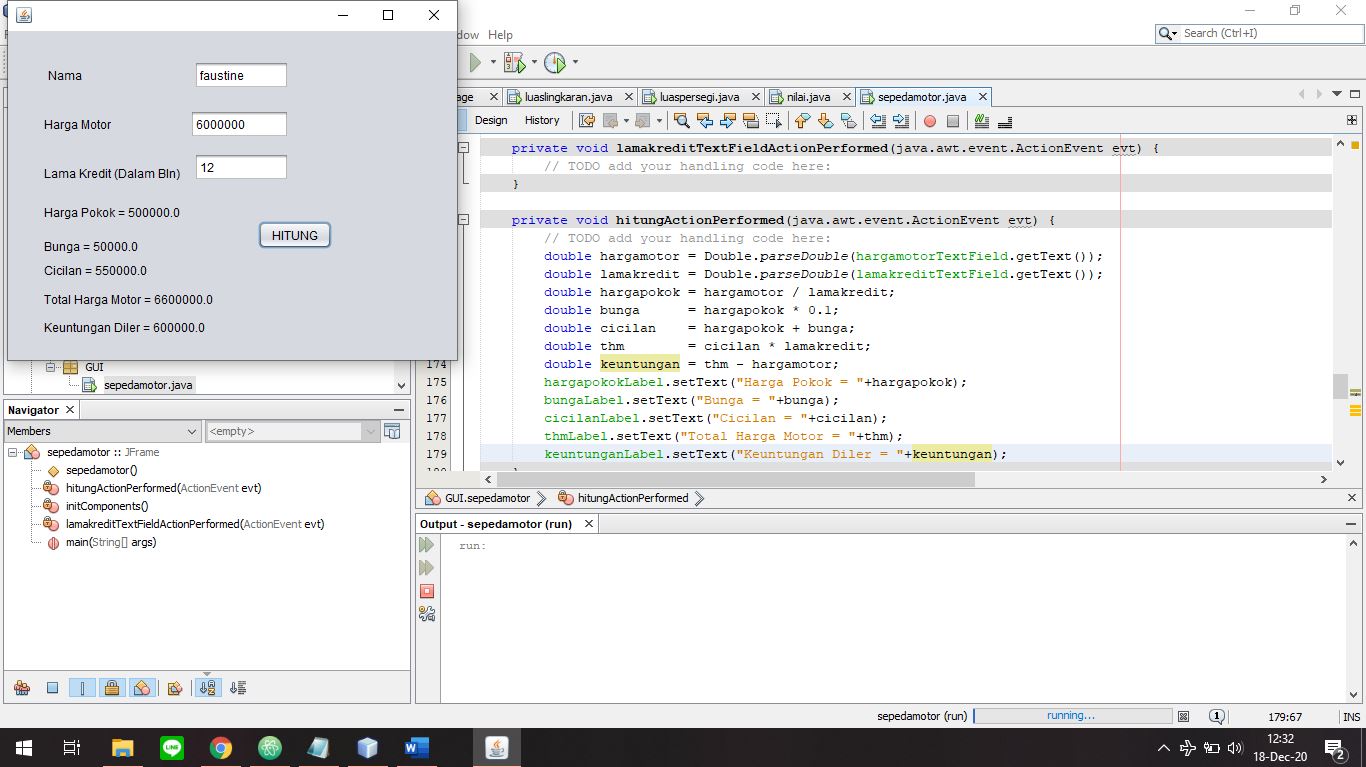 Nama
faustine
Harga Motor
6000000
Lama Kredit (Dalam Bln)
12
Harga Pokok = 500000.0
HITUNG
Bunga = 50000.0
Cicilan = 550000.0
Total Harga Motor = 6600000.0
Keuntungan Diler = 600000.0
dow Help
Search (Ctrl+I)
age
luaslingkaran.java
luaspersegi.java
nilai.java
sepedamotor.java
Design
History
private void lamakreditTextFieldActionPerformed(java.awt.event.ActionEvent evt) {
// TODO add your handling code here:
}
private void hitungActionPerformed(java.awt.event.ActionEvent evt) {
// TODO add your handling code here:
double hargamotor = Double.parseDouble(hargamotorTextField.getText());
double lamakredit = Double.parseDouble(lamakreditTextField.getText());
double hargapokok = hargamotor / lamakredit;
double bunga      = hargapokok * 0.1;
double cicilan    = hargapokok + bunga;
double thm        = cicilan * lamakredit;
174 double keuntungan = thm - hargamotor;
175 hargapokokLabel.setText("Harga Pokok = "+hargapokok);
176 bungaLabel.setText("Bunga = "+bunga);
177 cicilanLabel.setText("Cicilan = "+cicilan);
178 thmLabel.setText("Total Harga Motor = "+thm);
179 keuntunganLabel.setText("Keuntungan Diler = "+keuntungan);
GUI
sepedamotor.java
Navigator
Members
<empty>
sepedamotor :: JFrame
sepedamotor()
hitungActionPerformed(ActionEvent evt)
initComponents()
lamakreditTextFieldActionPerformed(ActionEvent evt)
main(String[] args)
GUI.sepedamotor
hitungActionPerformed
Output - sepedamotor (run)
run:
sepedamotor (run)
running...
1
179:67
INS
12:32
18-Dec-20
2